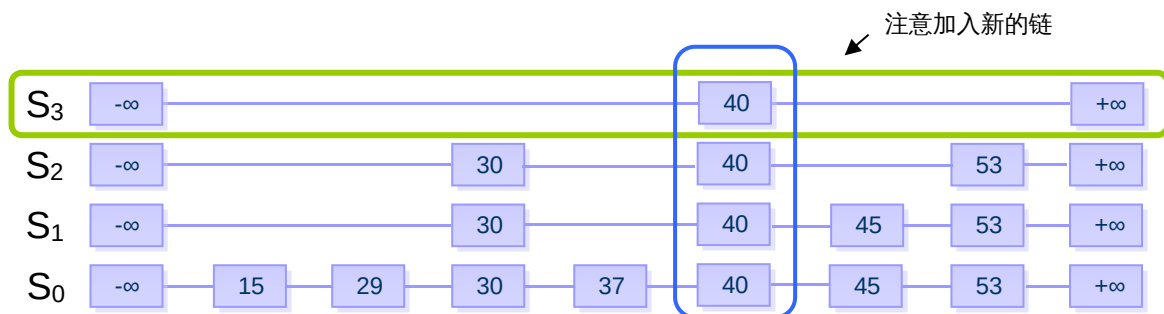 注意加入新的链
S3 -∞ 40 +∞
S2 -∞ 30 40 53 +∞
S1 -∞ 30 40 45 53 +∞
S0 -∞ 15 29 30 37 40 45 53 +∞